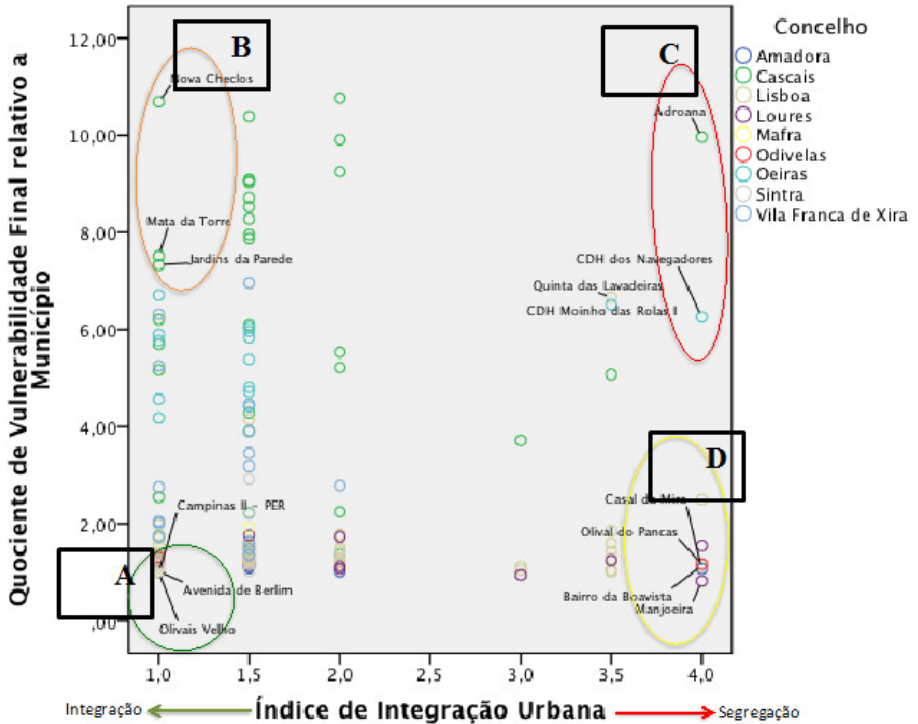 Quociente de Vulnerabilidade Final relativo a
Município
12,00
10,00
8,00
6,00
4,00
2,00
,00
B
C
A
D
Nova Checlos
Mata da Torre
Jardins da Parede
Adroana
CDH dos Navegadores
Quinta das Lavadeiras
CDH Moinho das Rolas I
Campinas II - PER
Avenida de Berlim
Olivais Velho
Casal da Mira
Olival do Pancas
Bairro da Boavista
Manjoeira
Concelho
Amadora
Cascais
Lisboa
Loures
Mafra
Odivelas
Oeiras
Sintra
Vila Franca de Xira
1,0
1,5
2,0
2,5
3,0
3,5
4,0
Integração
Índice de Integração Urbana
Segregação